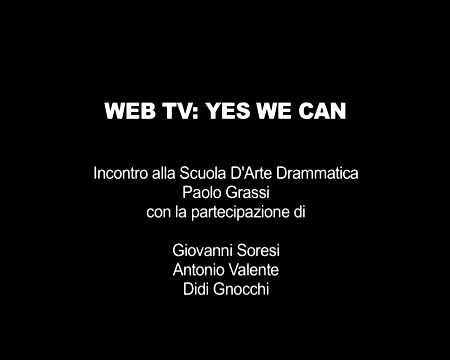 WEB TV: YES WE CAN
Incontro alla Scuola D'Arte Drammatica
Paolo Grassi
con la partecipazione di
Giovanni Soresi
Antonio Valente
Didi Gnocchi